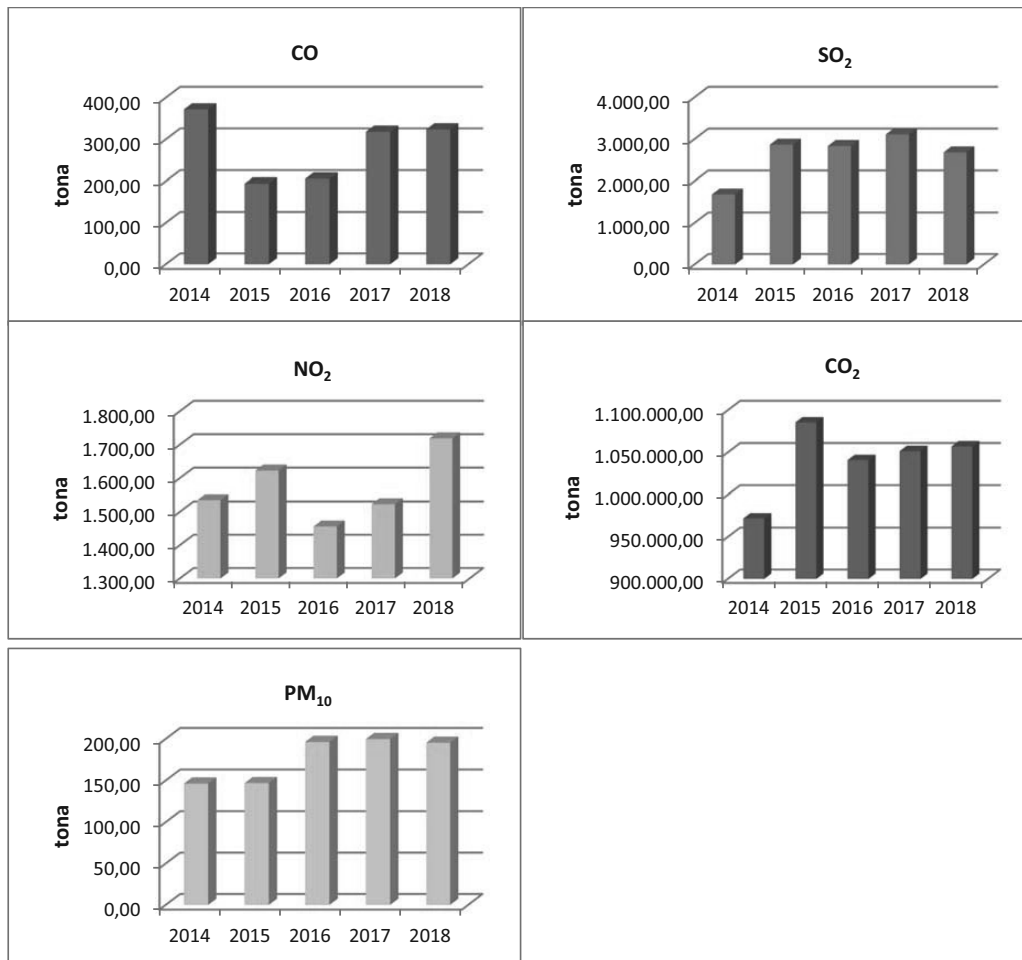 CO
400,00
300,00
200,00
100,00
0,00
tona
2014 2015 2016 2017 2018
SO₂
4.000,00
3.000,00
2.000,00
1.000,00
0,00
tona
2014 2015 2016 2017 2018
NO₂
1.800,00
1.700,00
1.600,00
1.500,00
1.400,00
1.300,00
tona
2014 2015 2016 2017 2018
CO₂
1.100.000,00
1.050.000,00
1.000.000,00
950.000,00
900.000,00
tona
2014 2015 2016 2017 2018
PM₁₀
200,00
150,00
100,00
50,00
0,00
tona
2014 2015 2016 2017 2018